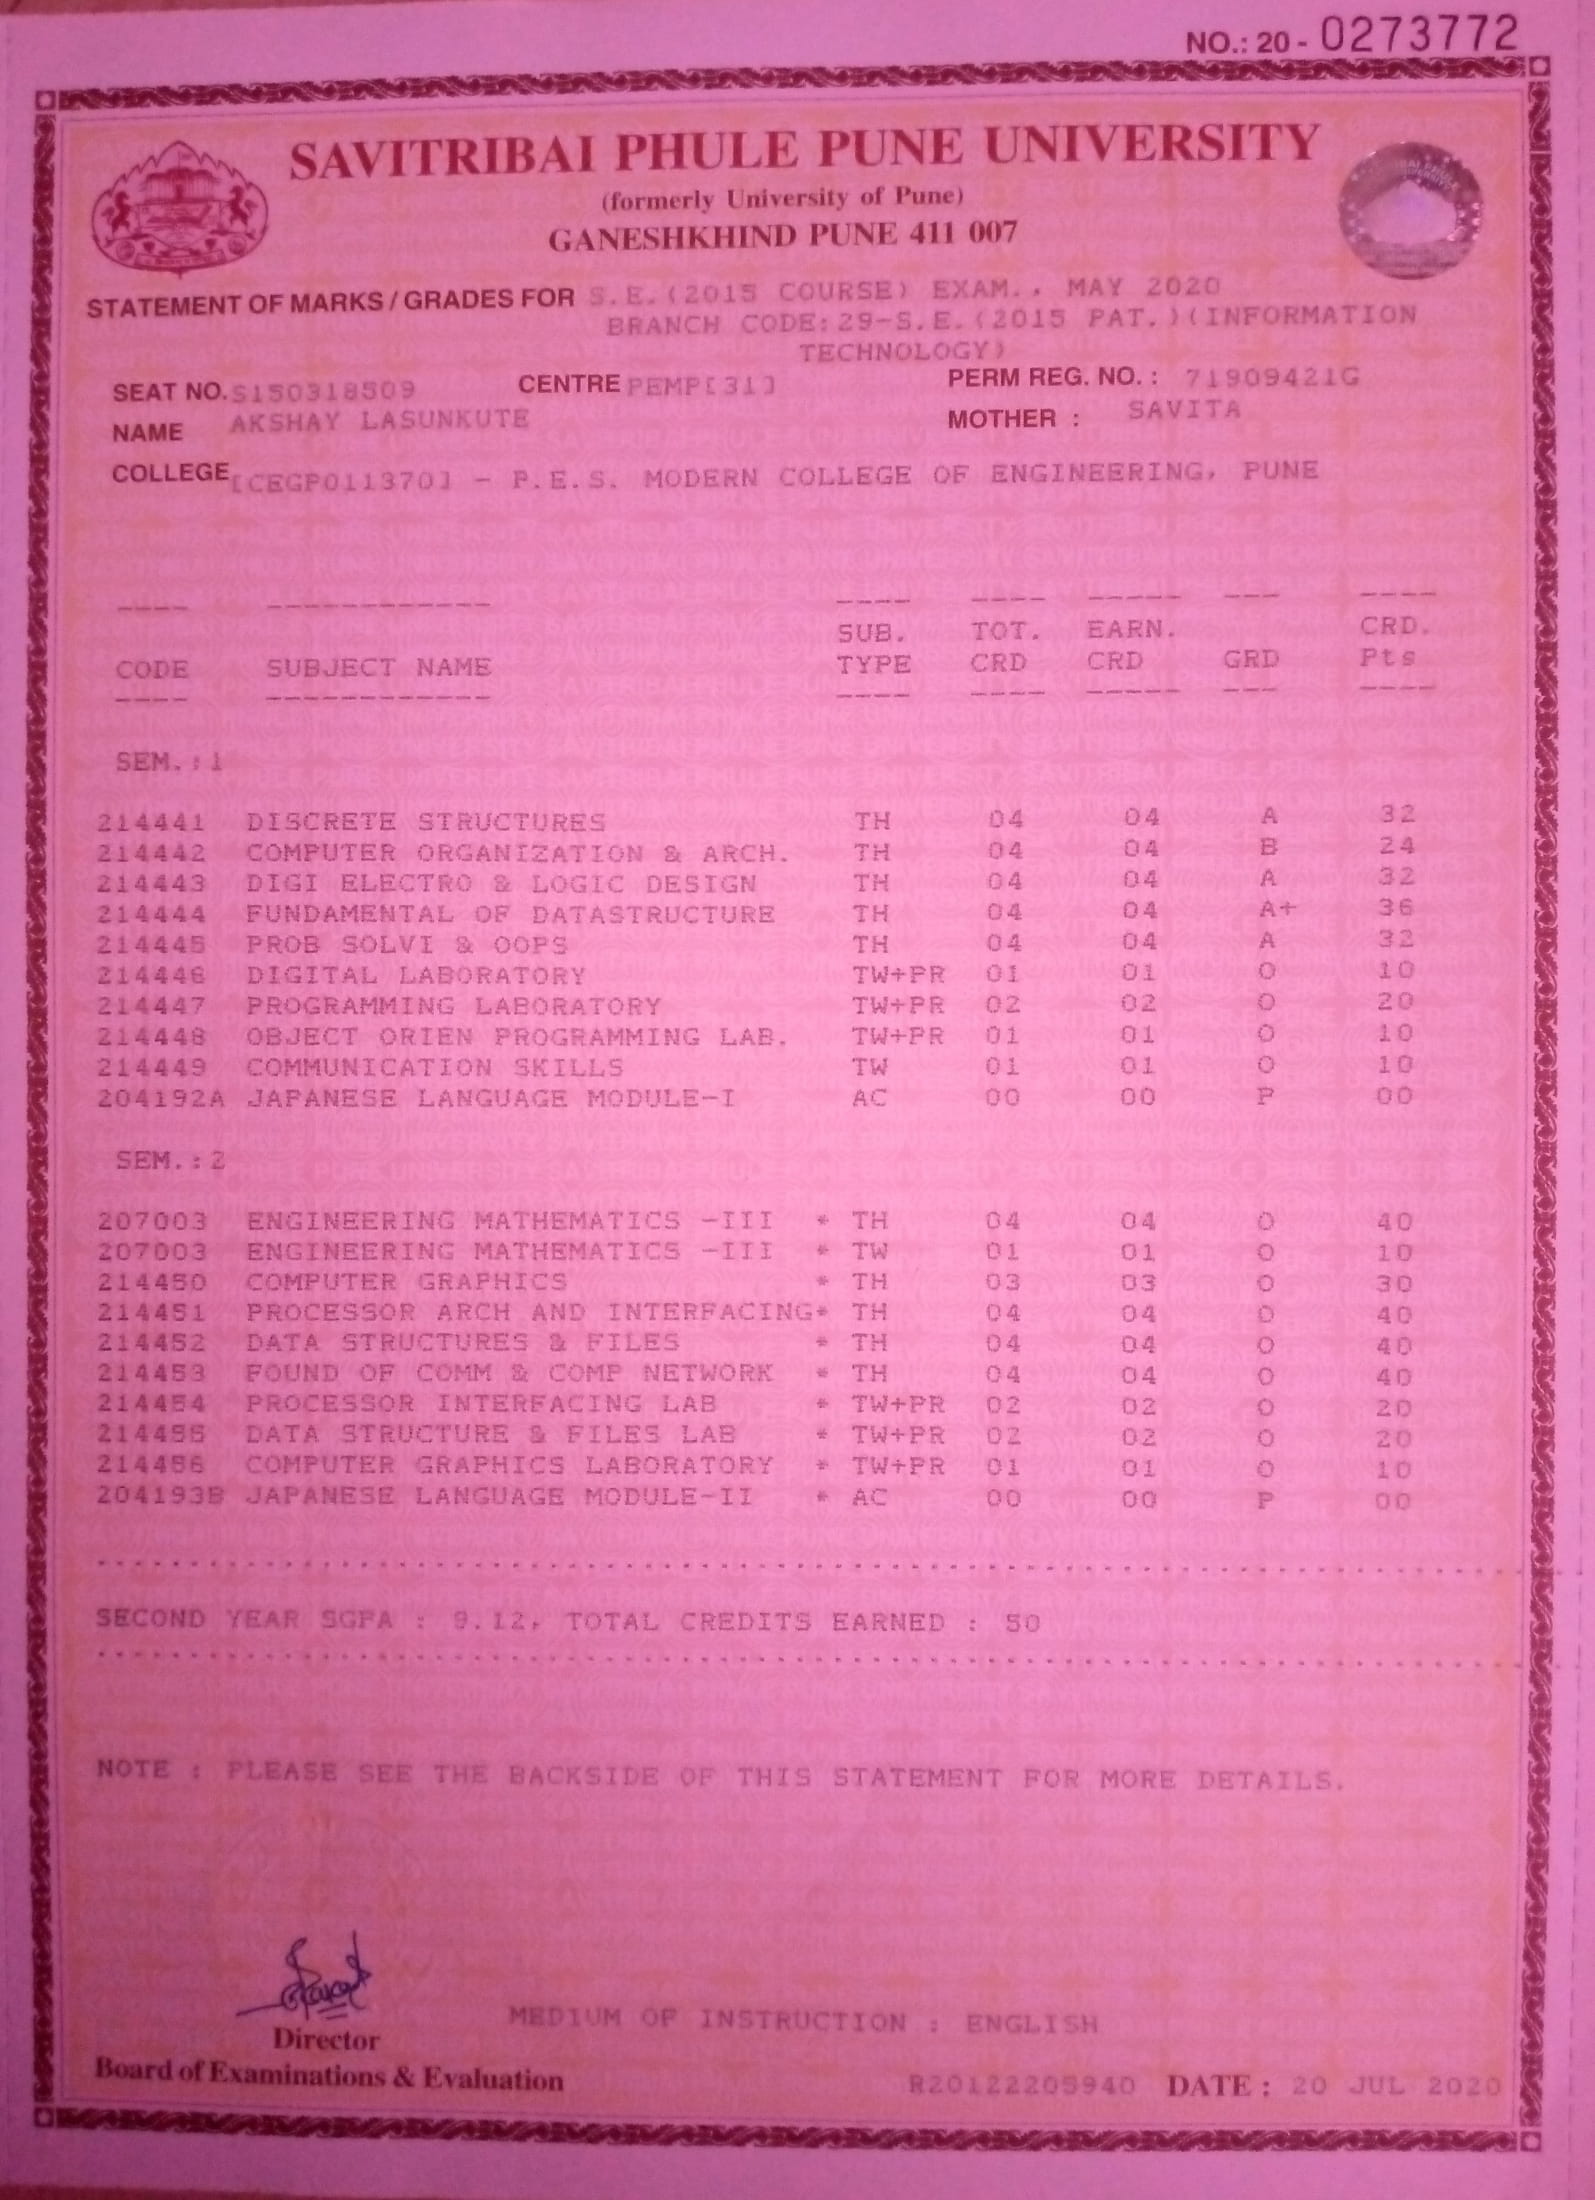 NO.: 20 - 0273772
SAVITRIBAI PHULE PUNE UNIVERSITY
(formerly University of Pune)
GANESHKHIND PUNE 411 007
STATEMENT OF MARKS / GRADES FOR S.E.(2015 COURSE) EXAM., MAY 2020
BRANCH CODE:29-S.E.(2015 PAT.)(INFORMATION
TECHNOLOGY)
SEAT NO. S150318509 CENTRE PEMP[31] PERM REG. NO. : 71909421G
NAME AKSHAY LASUNKUTE MOTHER : SAVITA
COLLEGE [CEGP011370] - P.E.S. MODERN COLLEGE OF ENGINEERING, PUNE
SUB. TOT. EARN. CRD.
CODE SUBJECT NAME TYPE CRD CRD GRD Pts
SEM.:1
214441 DISCRETE STRUCTURES TH 04 04 A 32
214442 COMPUTER ORGANIZATION & ARCH. TH 04 04 B 24
214443 DIGI ELECTRO & LOGIC DESIGN TH 04 04 A 32
214444 FUNDAMENTAL OF DATASTRUCTURE TH 04 04 A+ 36
214445 PROB SOLVI & OOPS TH 04 04 A 32
214446 DIGITAL LABORATORY TW+PR 01 01 O 10
214447 PROGRAMMING LABORATORY TW+PR 02 02 O 20
214448 OBJECT ORIEN PROGRAMMING LAB. TW+PR 01 01 O 10
214449 COMMUNICATION SKILLS TW 01 01 O 10
204192A JAPANESE LANGUAGE MODULE-I AC 00 00 P 00
SEM.:2
207003 ENGINEERING MATHEMATICS -III * TH 04 04 O 40
207003 ENGINEERING MATHEMATICS -III * TW 01 01 O 10
214450 COMPUTER GRAPHICS * TH 03 03 O 30
214451 PROCESSOR ARCH AND INTERFACING* TH 04 04 O 40
214452 DATA STRUCTURES & FILES * TH 04 04 O 40
214453 FOUND OF COMM & COMP NETWORK * TH 04 04 O 40
214454 PROCESSOR INTERFACING LAB * TW+PR 02 02 O 20
214455 DATA STRUCTURE & FILES LAB * TW+PR 02 02 O 20
214456 COMPUTER GRAPHICS LABORATORY * TW+PR 01 01 O 10
204193B JAPANESE LANGUAGE MODULE-II * AC 00 00 P 00
SECOND YEAR SGPA : 9.12, TOTAL CREDITS EARNED : 50
NOTE : PLEASE SEE THE BACKSIDE OF THIS STATEMENT FOR MORE DETAILS.
MEDIUM OF INSTRUCTION : ENGLISH
Director
Board of Examinations & Evaluation
R20122205940 DATE : 20 JUL 2020